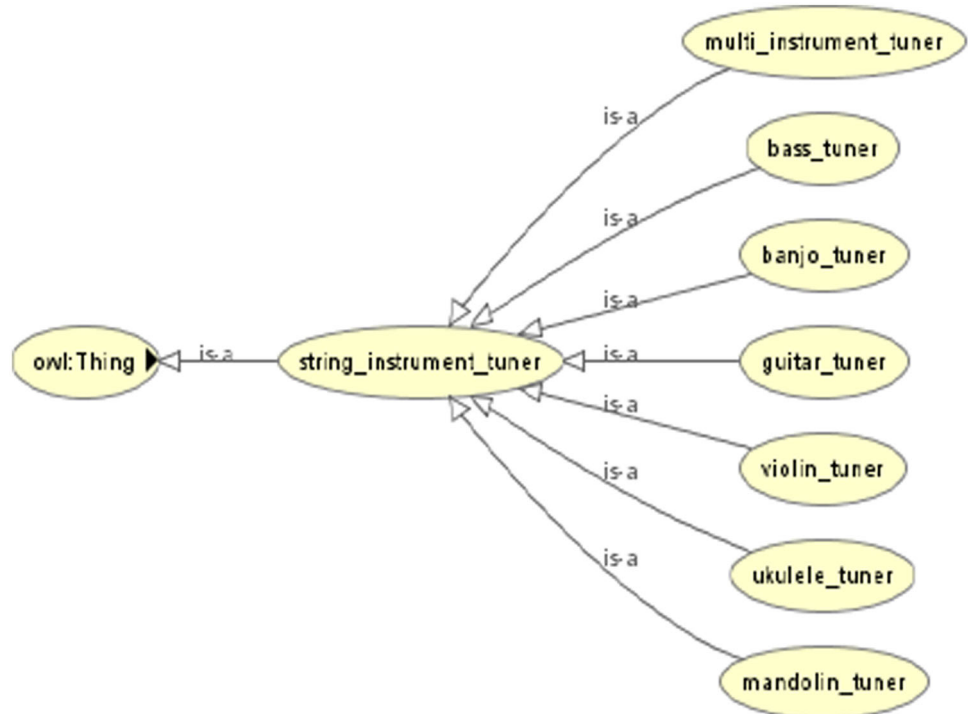 multi_instrument_tuner
is-a
bass_tuner
is-a
banjo_tuner
is-a
owl:Thing
is-a
string_instrument_tuner
is-a
guitar_tuner
is-a
violin_tuner
is-a
ukulele_tuner
is-a
mandolin_tuner